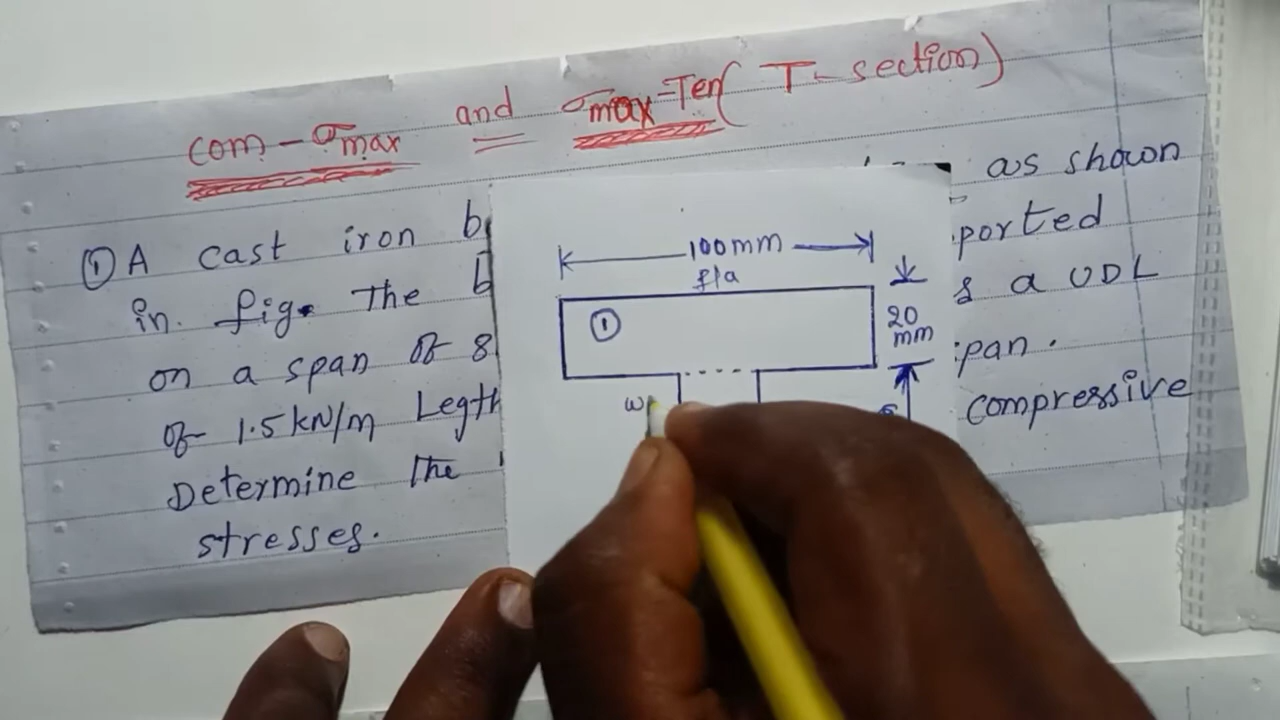 com-σmax and σmax-Ten( T-section)
① A cast iron
as shown
in. fig. The
ported
on a span of 8
a UDL
of 1.5kN/m Legth
pan.
Determine the
compressive
stresses.
100mm
fla
①
20
mm